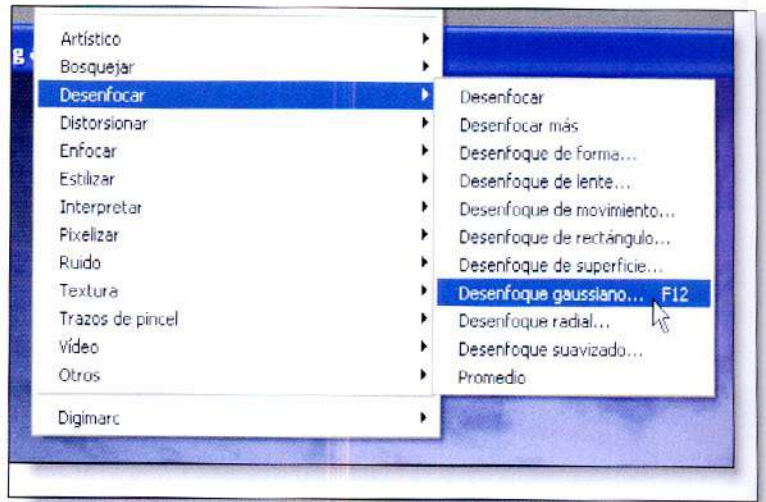 g
Artístico
Bosquejar
Desenfocar
Distorsionar
Enfocar
Estilizar
Interpretar
Pixelizar
Ruido
Textura
Trazos de pincel
Vídeo
Otros
Digimarc
Desenfocar
Desenfocar más
Desenfoque de forma...
Desenfoque de lente...
Desenfoque de movimiento...
Desenfoque de rectángulo...
Desenfoque de superficie...
Desenfoque gaussiano... F12
Desenfoque radial...
Desenfoque suavizado...
Promedio